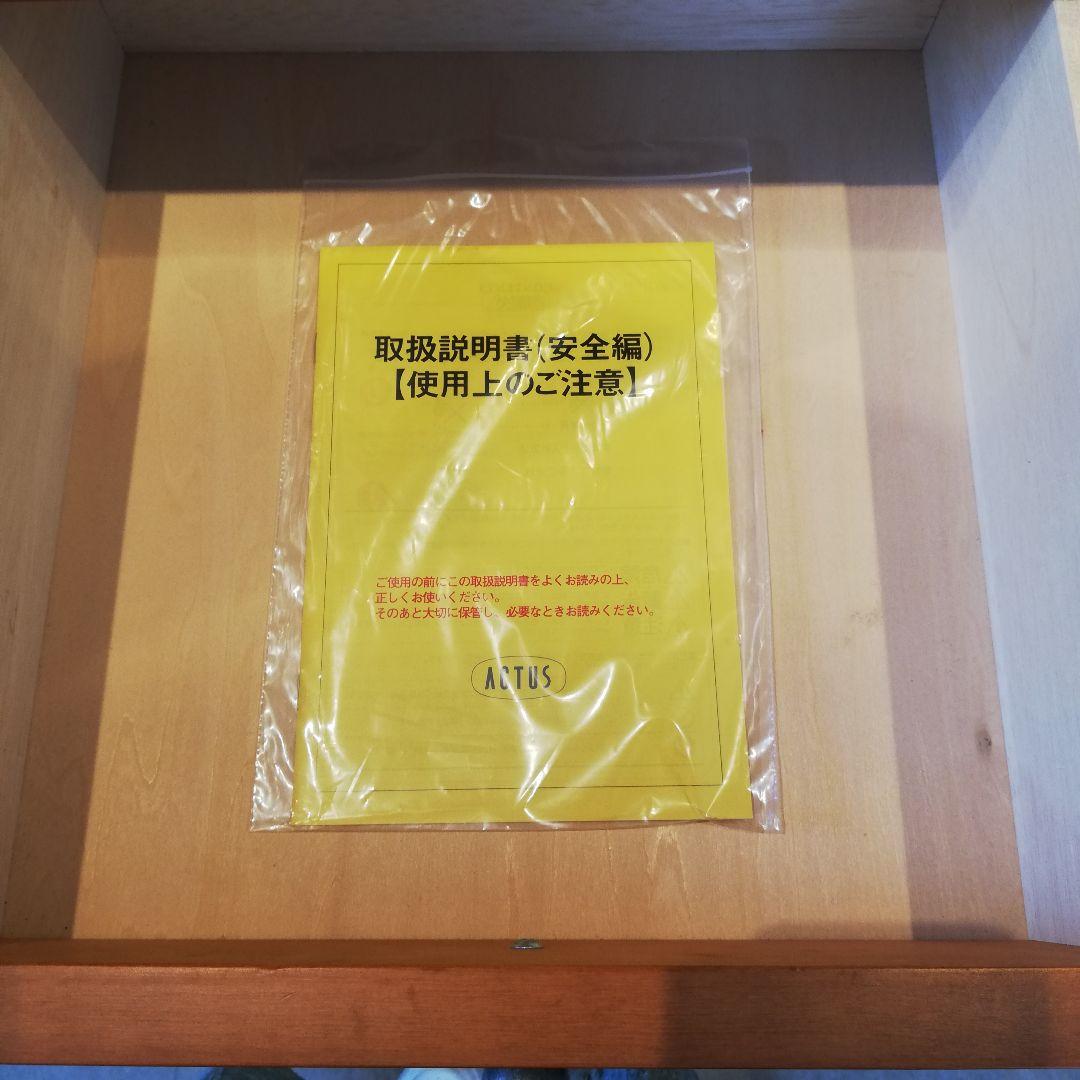 取扱説明書(安全編)
【使用上のご注意】
ご使用の前にこの取扱説明書をよくお読みの上、
正しくお使いください。
そのあと大切に保管し、必要なときお読みください。
ACTUS